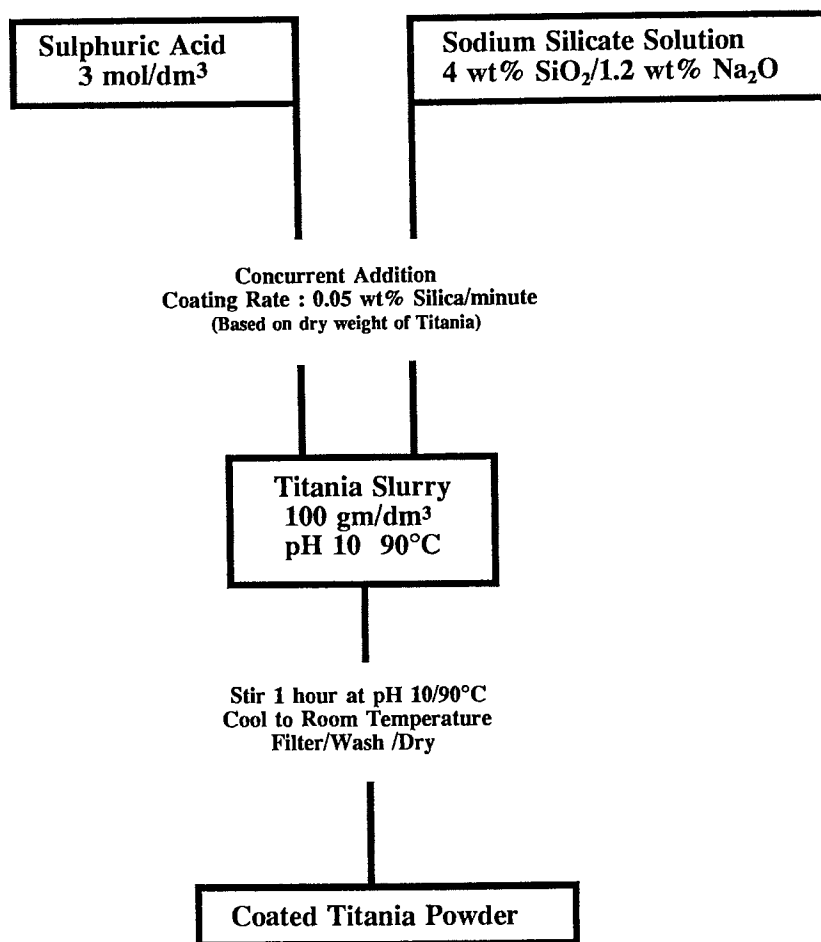 Sulphuric Acid
3 mol/dm³
Sodium Silicate Solution
4 wt% SiO₂/1.2 wt% Na₂O
Concurrent Addition
Coating Rate : 0.05 wt% Silica/minute
(Based on dry weight of Titania)
Titania Slurry
100 gm/dm³
pH 10 90°C
Stir 1 hour at pH 10/90°C
Cool to Room Temperature
Filter/Wash /Dry
Coated Titania Powder